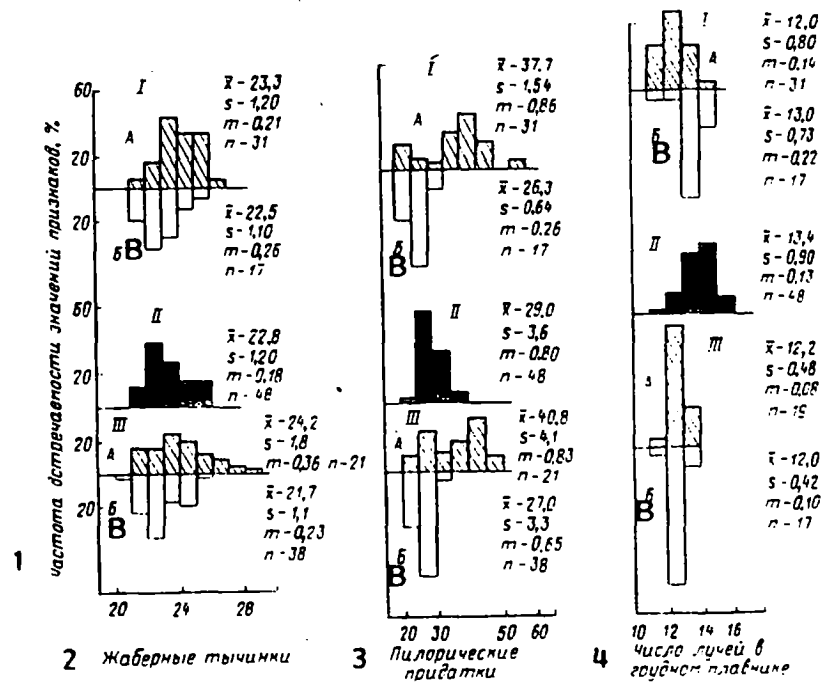 частота встречаемости значений признаков, %
1
60
20
20
60
20
20
20
20 24 28
I
A
Б
B
x̄-23,3
s-1,20
m-0,21
n-31
x̄-22,5
s-1,10
m-0,26
n-17
II
x̄-22,8
s-1,20
m-0,18
n-48
III
A
Б
B
x̄-24,2
s-1,8
m-0,36 n-21
x̄-21,7
s-1,1
m-0,23
n-38
2 Жаберные тычинки
I
A
Б
B
x̄-37,7
s-1,54
m-0,86
n-31
x̄-26,3
s-0,64
m-0,26
n-17
II
x̄-29,0
s-3,6
m-0,80
n-48
III
A
Б
B
x̄-40,8
s-4,1
m-0,83
n-21
x̄-27,0
s-3,3
m-0,65
n-38
20 30 50 60
3 Пилорические
придатки
I
A
Б
B
x̄-12,0
s-0,80
m-0,14
n-31
x̄-13,0
s-0,73
m-0,22
n-17
II
x̄-13,4
s-0,90
m-0,13
n-48
III
x̄-12,2
s-0,48
m-0,08
n-19
Б
B
x̄-12,0
s-0,42
m-0,10
n-17
10 12 14 16
4 Число лучей в
грудном плавнике